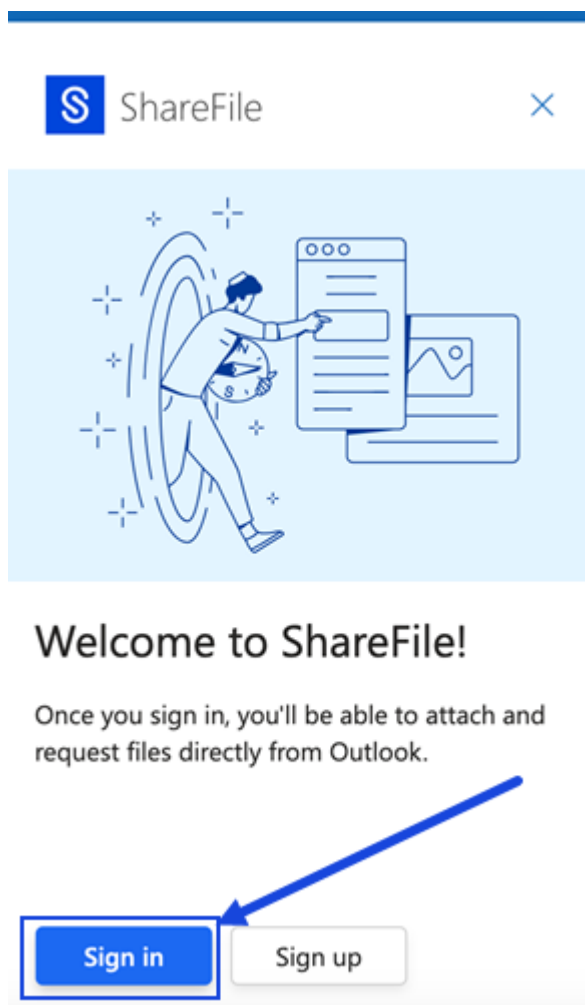 ShareFile
N
S
Welcome to ShareFile!
Once you sign in, you'll be able to attach and
request files directly from Outlook.
Sign in
Sign up